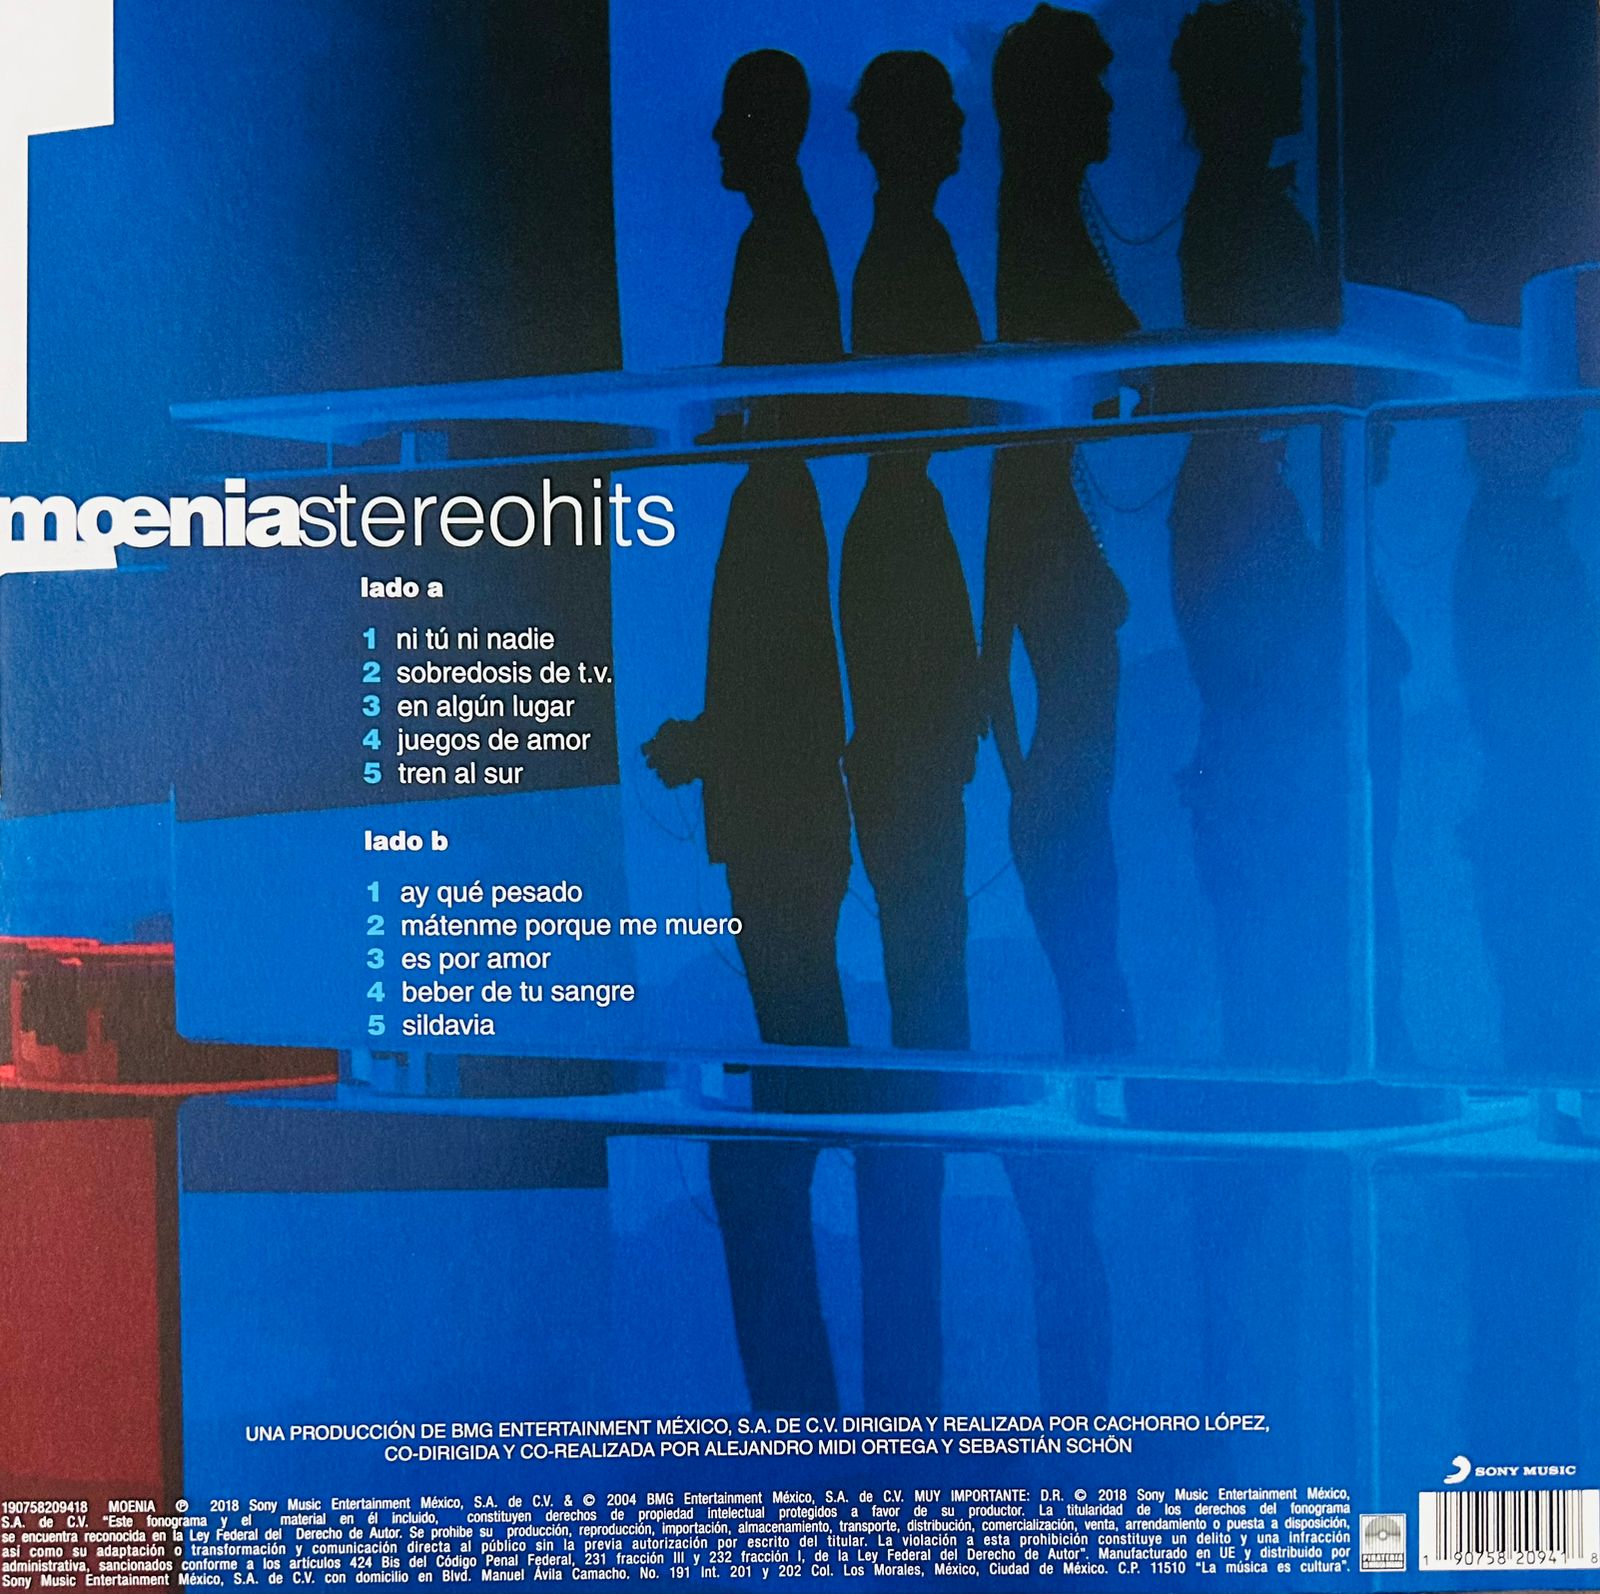 mœniastereohits
lado a
1 ni tú ni nadie
2 sobredosis de t.v.
3 en algún lugar
4 juegos de amor
5 tren al sur
lado b
1 ay qué pesado
2 mátenme porque me muero
3 es por amor
4 beber de tu sangre
5 sildavia
UNA PRODUCCIÓN DE BMG ENTERTAINMENT MÉXICO, S.A. DE C.V. DIRIGIDA Y REALIZADA POR CACHORRO LÓPEZ,
CO-DIRIGIDA Y CO-REALIZADA POR ALEJANDRO MIDI ORTEGA Y SEBASTIÁN SCHÖN
SONY MUSIC
190758209418 MOENIA ℗ 2018 Sony Music Entertainment México, S.A. de C.V. & © 2004 BMG Entertainment México, S.A. de C.V. MUY IMPORTANTE: D.R. © 2018 Sony Music Entertainment México,
S.A. de C.V. "Este fonograma y el material en él incluido, constituyen derechos de propiedad intelectual protegidos a favor de su productor. La titularidad de los derechos del fonograma
se encuentra reconocida en la Ley Federal del Derecho de Autor. Se prohibe su producción, reproducción, importación, almacenamiento, transporte, distribución, comercialización, venta, arrendamiento o puesta a disposición,
así como su adaptación o transformación y comunicación directa al público sin la previa autorización por escrito del titular. La violación a esta prohibición constituye un delito y una infracción
administrativa, sancionados conforme a los artículos 424 Bis del Código Penal Federal, 231 fracción III y 232 fracción I, de la Ley Federal del Derecho de Autor". Manufacturado en UE y distribuido por
Sony Music Entertainment México, S.A. de C.V. con domicilio en Blvd. Manuel Ávila Camacho. No. 191 Int. 201 y 202 Col. Los Morales, México, Ciudad de México. C.P. 11510 "La música es cultura".
1 90758 20941 8